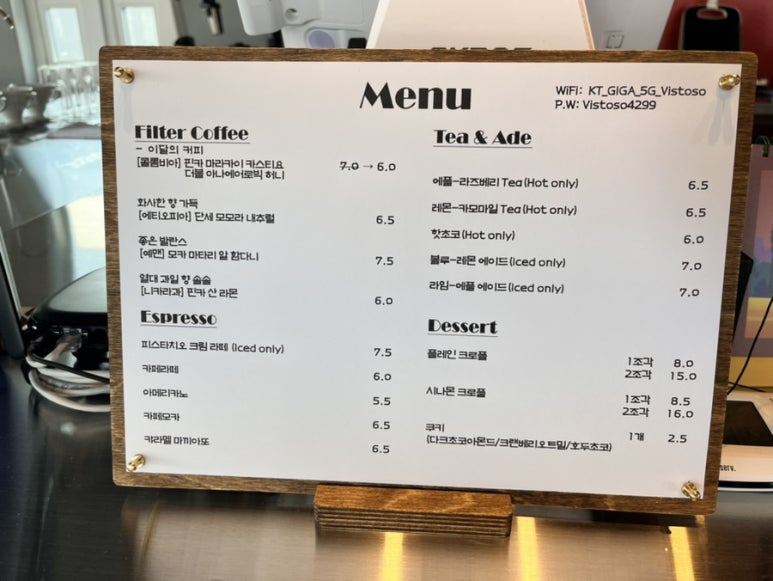 Menu
WiFi: KT_GIGA_5G_Vistoso
P.W: Vistoso4299
Filter Coffee
- 이달의 커피
[콜롬비아] 핀카 마라카이 카스티요 7.0 → 6.0
더블 아나에어로빅 허니
화사한 향 가득
[에티오피아] 단세 모모라 내추럴 6.5
좋은 발란스
[예맨] 모카 마타리 알 함다니 7.5
열대 과일 향 솔솔
[니카라과] 핀카 산 라몬 6.0
Espresso
피스타치오 크림 라떼 (Iced only) 7.5
카페라떼 6.0
아메리카노 5.5
카페모카 6.5
캬라멜 마끼아또 6.5
Tea & Ade
애플-라즈베리 Tea (Hot only) 6.5
레몬-카모마일 Tea (Hot only) 6.5
핫초코 (Hot only) 6.0
블루-레몬 에이드 (Iced only) 7.0
라임-애플 에이드 (Iced only) 7.0
Dessert
플레인 크로플 1조각 8.0
2조각 15.0
시나몬 크로플 1조각 8.5
2조각 16.0
쿠키 1개 2.5
(다크초코아몬드/크랜베리오트밀/호두초코)
serv.